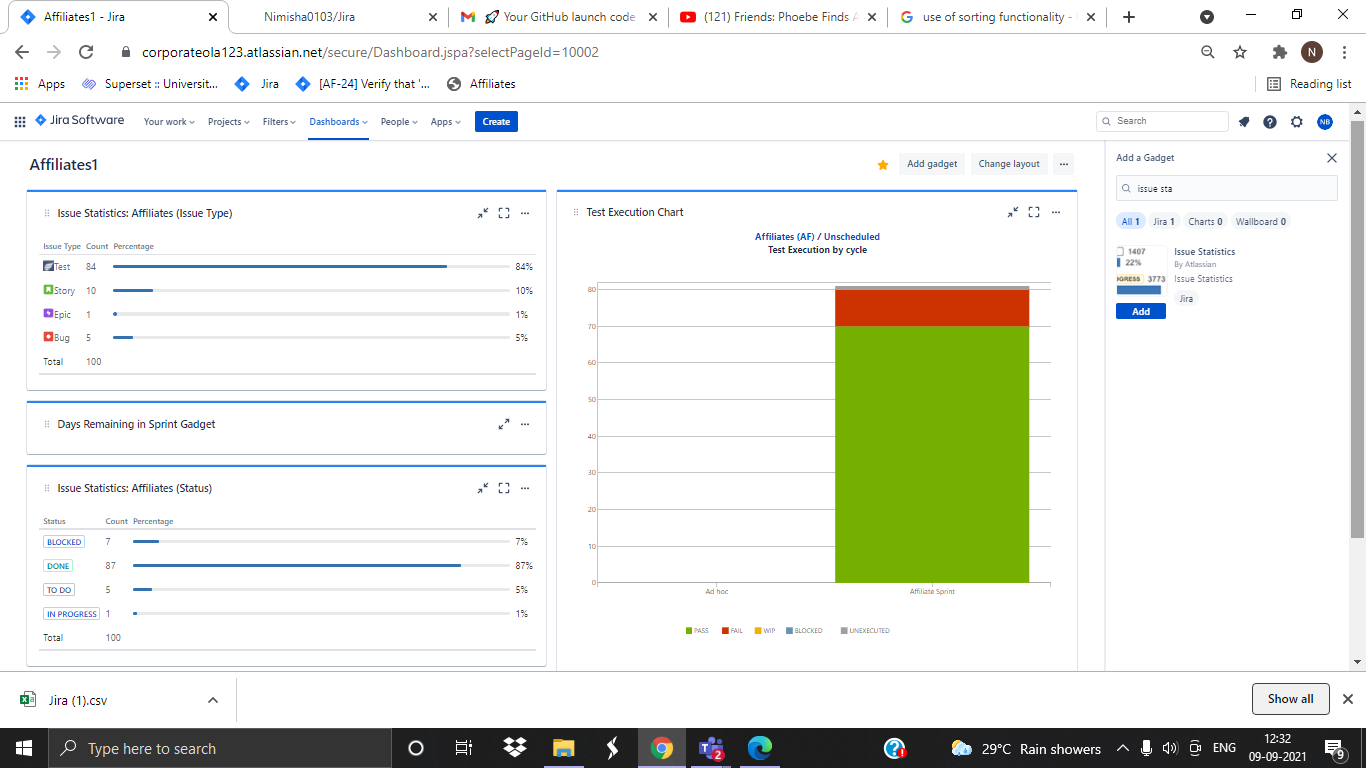 Affiliates1 - Jira
Nimisha0103/Jira
Your GitHub launch code
(121) Friends: Phoebe Finds A
use of sorting functionality -
corporateola123.atlassian.net/secure/Dashboard.jspa?selectPageId=10002
N
Apps
Superset :: Universit...
Jira
[AF-24] Verify that '...
Affiliates
Reading list
Jira Software
Your work
Projects
Filters
Dashboards
People
Apps
Create
Search
NB
Affiliates1
Add gadget
Change layout
Issue Statistics: Affiliates (Issue Type)
Issue Type Count Percentage
Test 84 84%
Story 10 10%
Epic 1 1%
Bug 5 5%
Total 100
Days Remaining in Sprint Gadget
Issue Statistics: Affiliates (Status)
Status Count Percentage
BLOCKED 7 7%
DONE 87 87%
TO DO 5 5%
IN PROGRESS 1 1%
Total 100
Test Execution Chart
Affiliates (AF) / Unscheduled
Test Execution by cycle
80
70
60
50
40
30
20
10
0
Ad hoc
Affiliate Sprint
PASS FAIL WIP BLOCKED UNEXECUTED
Add a Gadget
issue sta
All 1 Jira 1 Charts 0 Wallboard 0
1407
22%
OGRESS 3773
Issue Statistics
By Atlassian
Issue Statistics
Jira
Add
Jira (1).csv
Show all
Type here to search
2
29°C Rain showers
ENG
12:32
09-09-2021
9